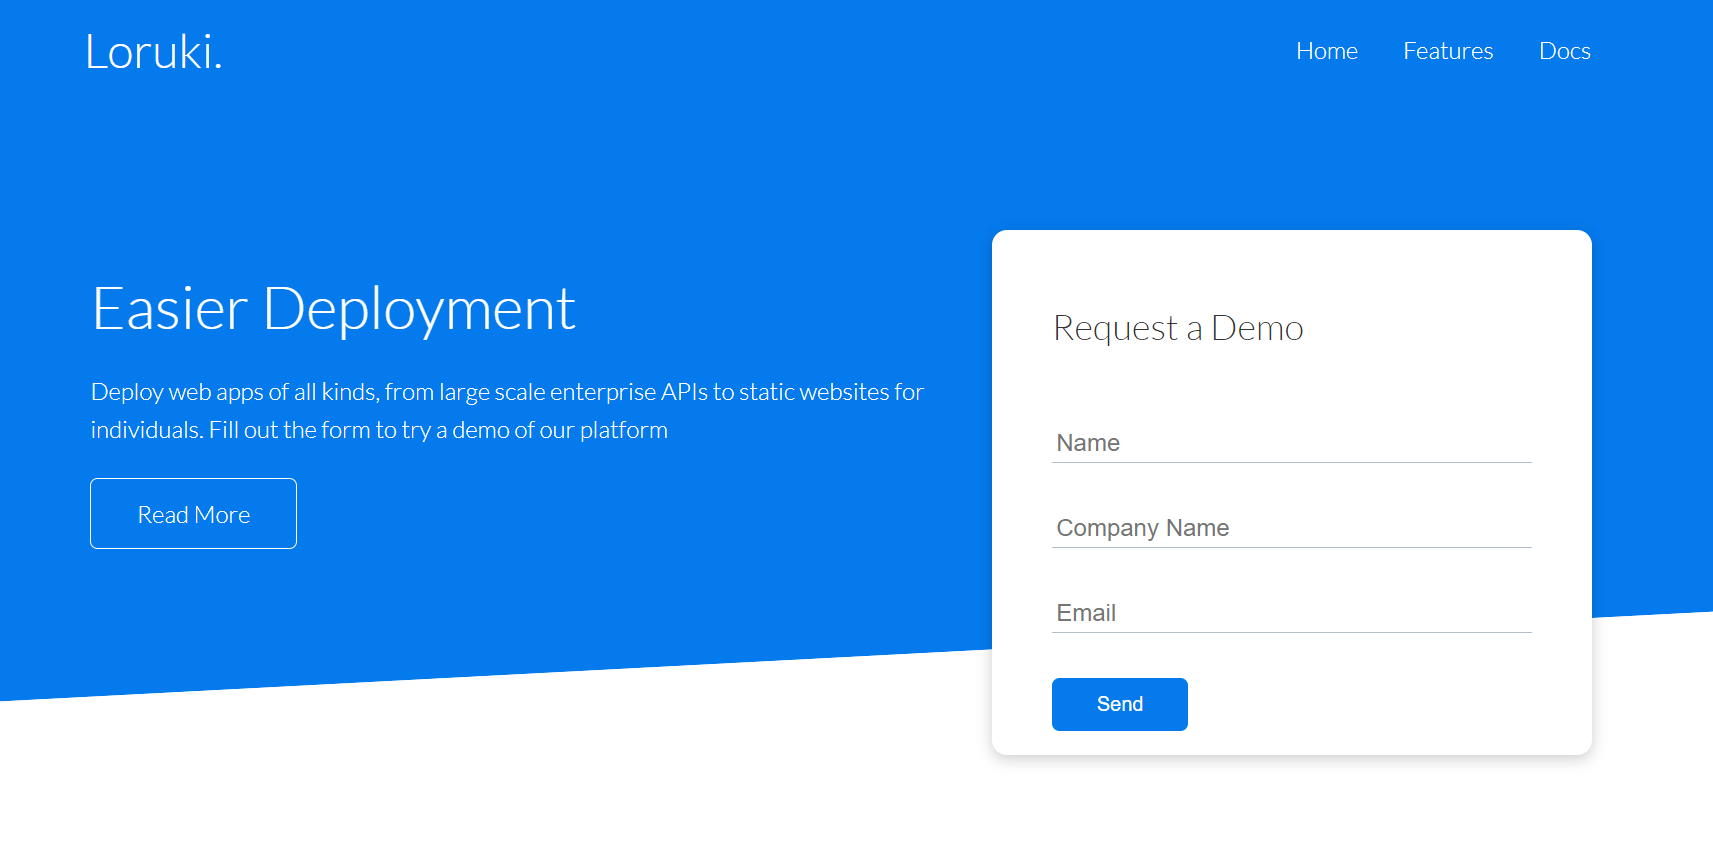 Loruki.
Home Features Docs
Easier Deployment
Deploy web apps of all kinds, from large scale enterprise APIs to static websites for
individuals. Fill out the form to try a demo of our platform
Read More
Request a Demo
Name
Company Name
Email
Send